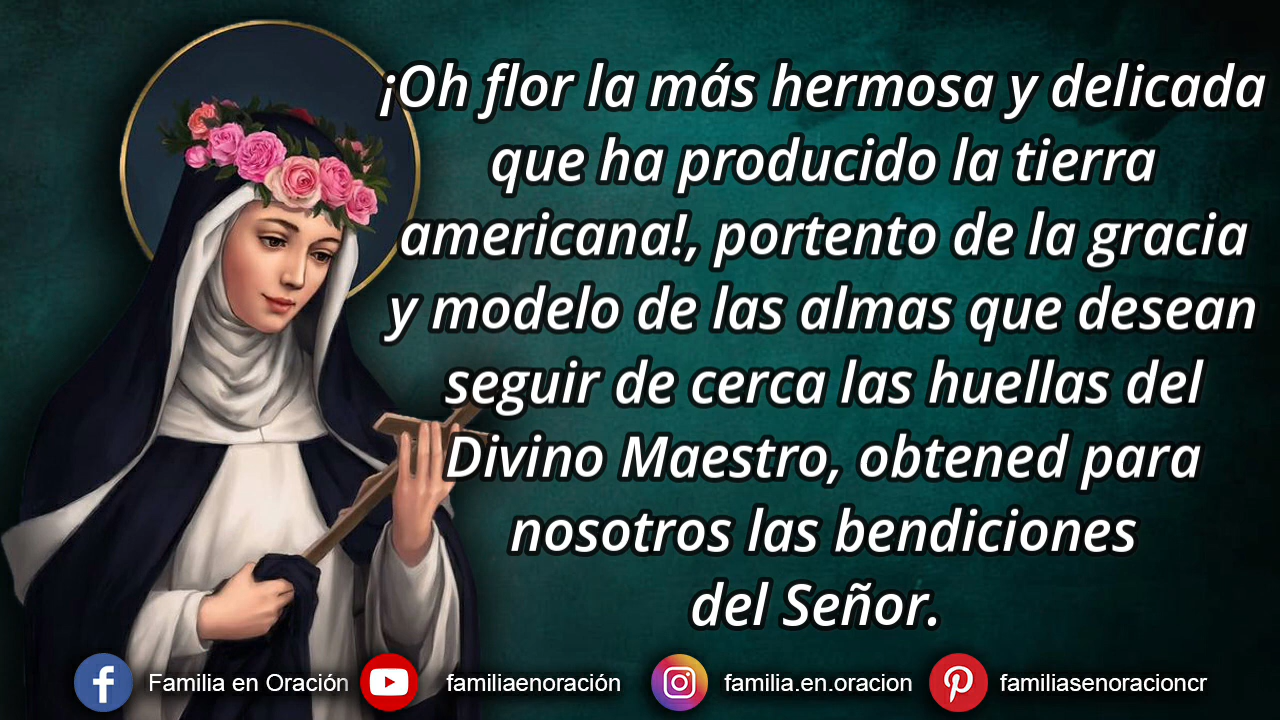 ¡Oh flor la más hermosa y delicada
que ha producido la tierra
americana!, portento de la gracia
y modelo de las almas que desean
seguir de cerca las huellas del
Divino Maestro, obtened para
nosotros las bendiciones
del Señor.
Familia en Oración familiaenoración familia.en.oracion familiasenoracioncr